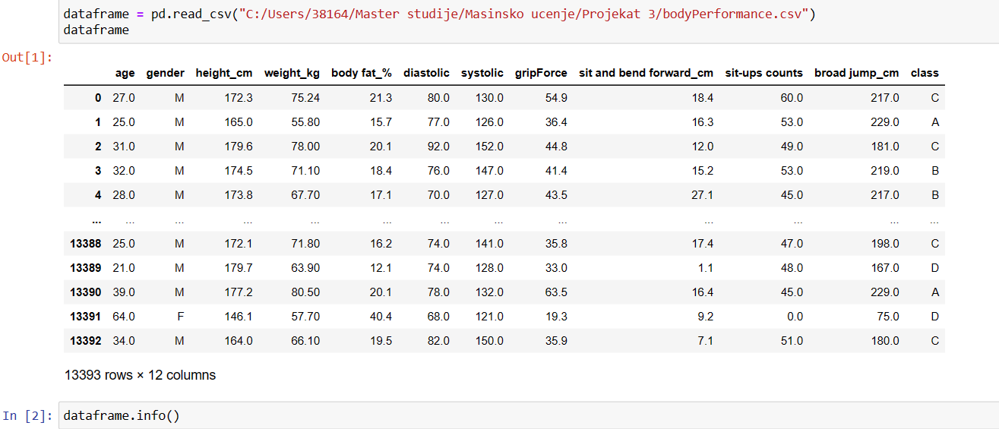 dataframe = pd.read_csv("C:/Users/38164/Master studije/Masinsko ucenje/Projekat 3/bodyPerformance.csv")
dataframe
Out[1]:
age gender height_cm weight_kg body fat_% diastolic systolic gripForce sit and bend forward_cm sit-ups counts broad jump_cm class
0 27.0 M 172.3 75.24 21.3 80.0 130.0 54.9 18.4 60.0 217.0 C
1 25.0 M 165.0 55.80 15.7 77.0 126.0 36.4 16.3 53.0 229.0 A
2 31.0 M 179.6 78.00 20.1 92.0 152.0 44.8 12.0 49.0 181.0 C
3 32.0 M 174.5 71.10 18.4 76.0 147.0 41.4 15.2 53.0 219.0 B
4 28.0 M 173.8 67.70 17.1 70.0 127.0 43.5 27.1 45.0 217.0 B
... ... ... ... ... ... ... ... ... ... ... ... ...
13388 25.0 M 172.1 71.80 16.2 74.0 141.0 35.8 17.4 47.0 198.0 C
13389 21.0 M 179.7 63.90 12.1 74.0 128.0 33.0 1.1 48.0 167.0 D
13390 39.0 M 177.2 80.50 20.1 78.0 132.0 63.5 16.4 45.0 229.0 A
13391 64.0 F 146.1 57.70 40.4 68.0 121.0 19.3 9.2 0.0 75.0 D
13392 34.0 M 164.0 66.10 19.5 82.0 150.0 35.9 7.1 51.0 180.0 C
13393 rows × 12 columns
In [2]: dataframe.info()